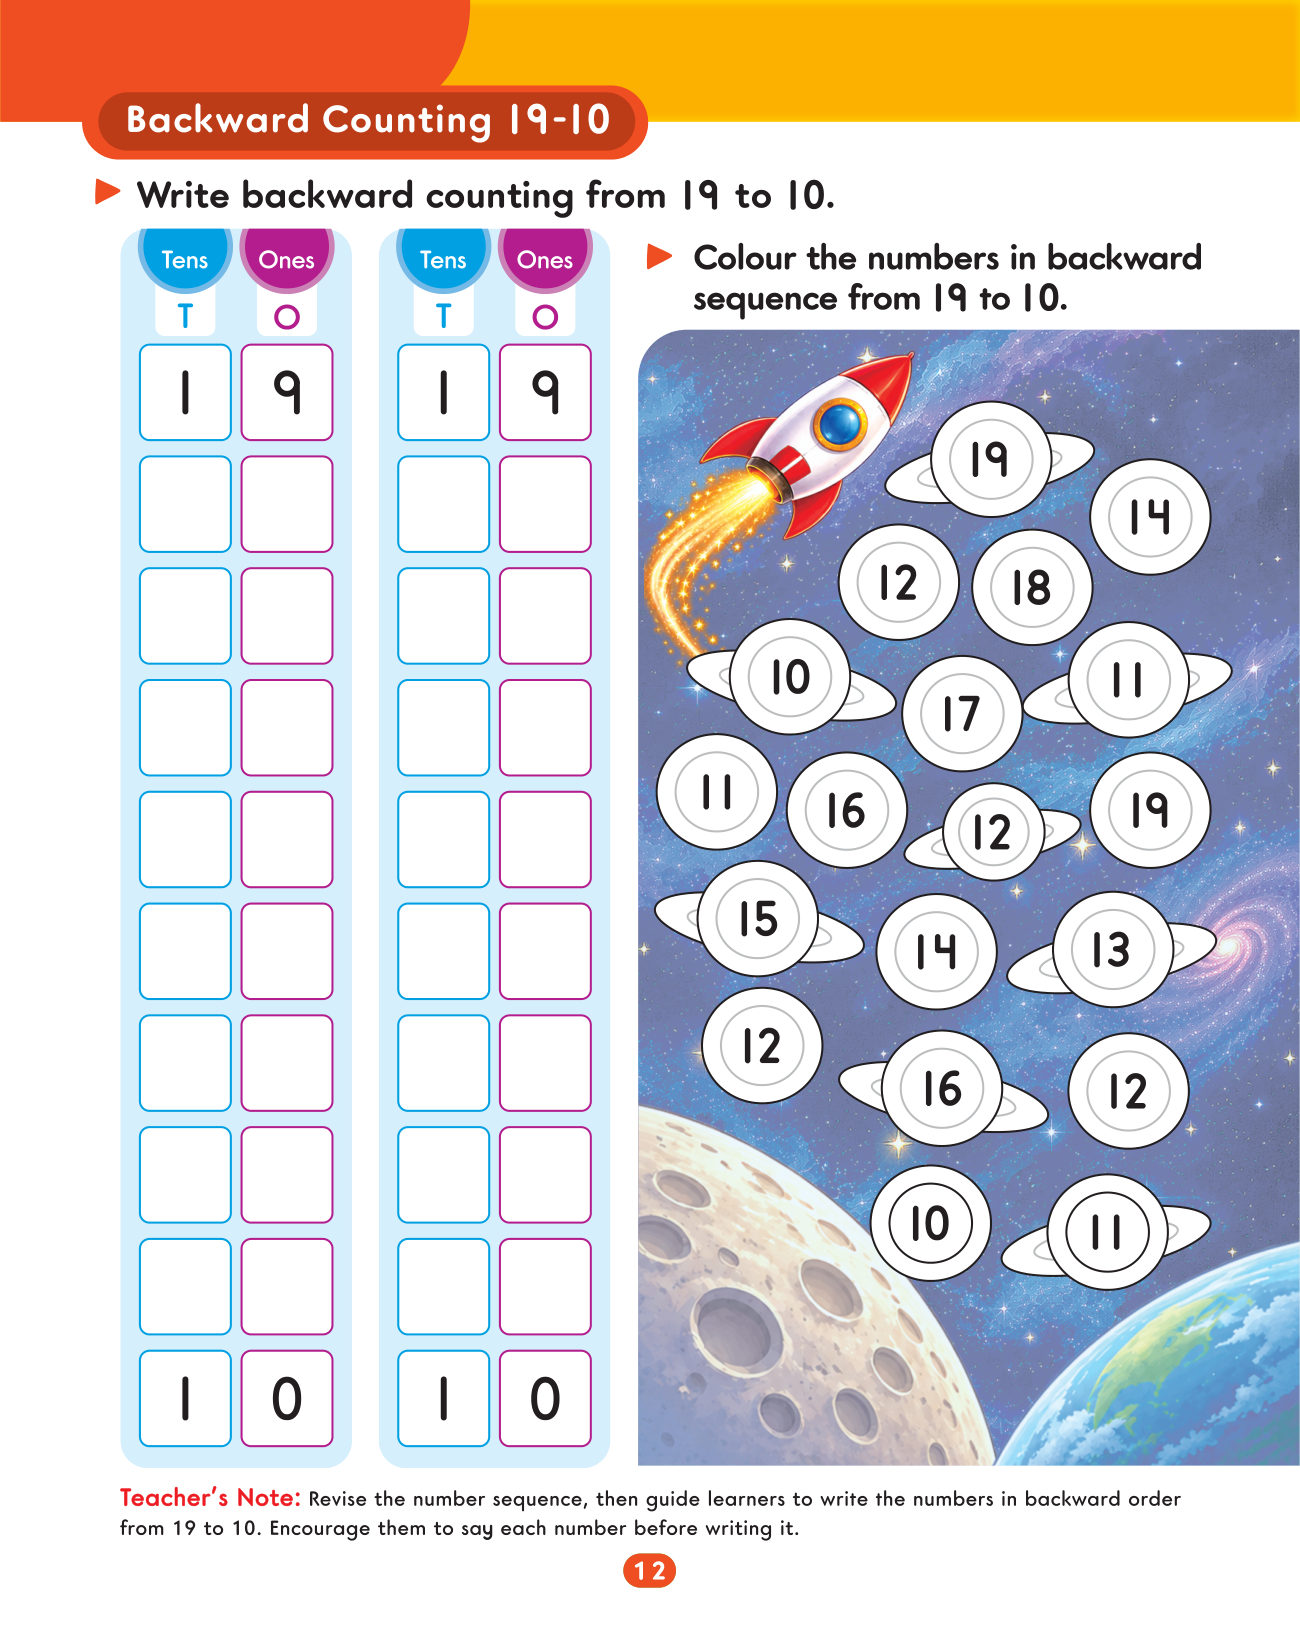 Backward Counting 19-10
Write backward counting from 19 to 10.
Tens Ones
T O
1 9
1 0
Tens Ones
T O
1 9
1 0
Colour the numbers in backward
sequence from 19 to 10.
19
14
12 18
10 17 11
11 16 12 19
15 14 13
12 16 12
10 11
Teacher's Note: Revise the number sequence, then guide learners to write the numbers in backward order
from 19 to 10. Encourage them to say each number before writing it.
12